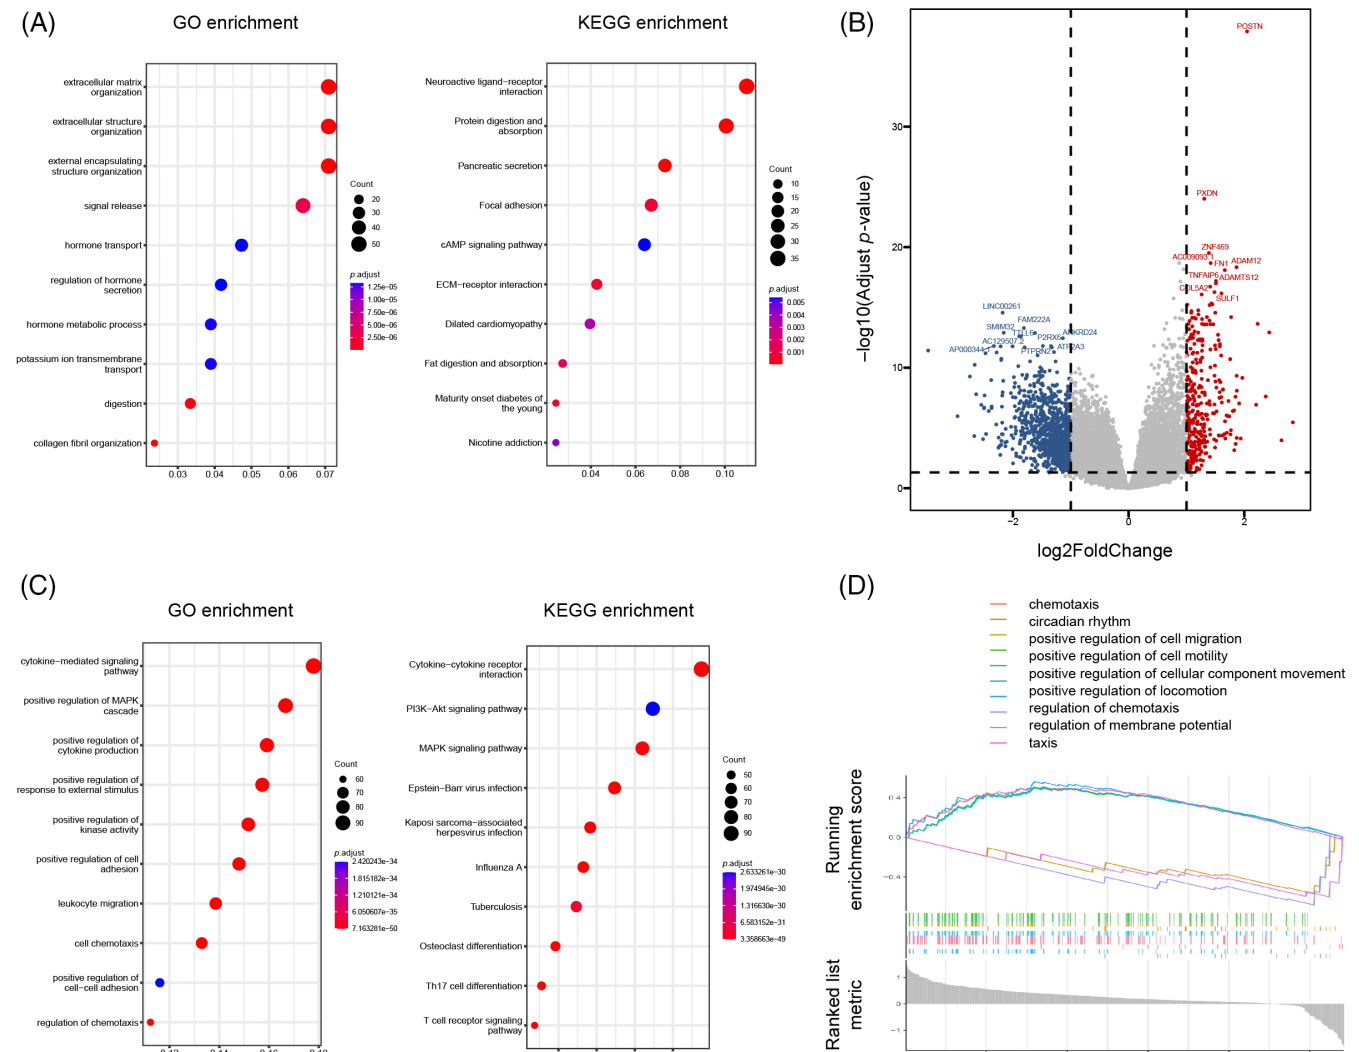 (A)
GO enrichment
extracellular matrix
organization
extracellular structure
organization
external encapsulating
structure organization
signal release
hormone transport
regulation of hormone
secretion
hormone metabolic process
potassium ion transmembrane
transport
digestion
collagen fibril organization
0.03 0.04 0.05 0.06 0.07
Count
20
30
40
50
p.adjust
1.25e−05
1.00e−05
7.50e−06
5.00e−06
2.50e−06
KEGG enrichment
Neuroactive ligand−receptor
interaction
Protein digestion and
absorption
Pancreatic secretion
Focal adhesion
cAMP signaling pathway
ECM−receptor interaction
Dilated cardiomyopathy
Fat digestion and absorption
Maturity onset diabetes of
the young
Nicotine addiction
0.04 0.06 0.08 0.10
Count
10
15
20
25
30
35
p.adjust
0.005
0.004
0.003
0.002
0.001
(B)
−log10(Adjust p-value)
30
20
10
0
POSTN
PXDN
ZNF469
AC009093.1
FN1
ADAM12
TNFAIP6
ADAMTS12
COL5A2
SULF1
LINC00261
FAM222A
SMIM32
TTLL6
P2RX6
ANKRD24
AC129507.2
AP000344
PTPRN2
ATP2A3
−2 0 2
log2FoldChange
(C)
GO enrichment
cytokine−mediated signaling
pathway
positive regulation of MAPK
cascade
positive regulation of
cytokine production
positive regulation of
response to external stimulus
positive regulation of
kinase activity
positive regulation of cell
adhesion
leukocyte migration
cell chemotaxis
positive regulation of
cell−cell adhesion
regulation of chemotaxis
0.12 0.14 0.16 0.18
Count
60
70
80
90
p.adjust
2.420243e−34
1.815182e−34
1.210121e−34
6.050607e−35
7.163281e−50
KEGG enrichment
Cytokine−cytokine receptor
interaction
PI3K−Akt signaling pathway
MAPK signaling pathway
Epstein−Barr virus infection
Kaposi sarcoma−associated
herpesvirus infection
Influenza A
Tuberculosis
Osteoclast differentiation
Th17 cell differentiation
T cell receptor signaling
pathway
Count
50
60
70
80
90
p.adjust
2.633261e−30
1.974945e−30
1.316630e−30
6.583152e−31
3.358663e−49
(D)
chemotaxis
circadian rhythm
positive regulation of cell migration
positive regulation of cell motility
positive regulation of cellular component movement
positive regulation of locomotion
regulation of chemotaxis
regulation of membrane potential
taxis
Running
enrichment score
0.4
0.0
−0.4
Ranked list
metric
1
0
−1